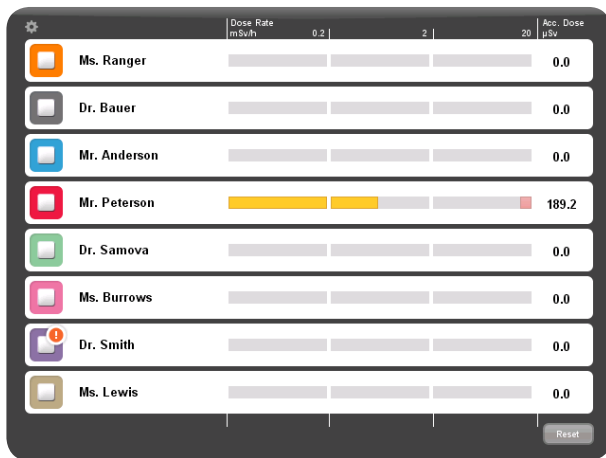 Dose Rate Acc. Dose
mSv/h 0.2 2 20 µSv
Ms. Ranger 0.0
Dr. Bauer 0.0
Mr. Anderson 0.0
Mr. Peterson 189.2
Dr. Samova 0.0
Ms. Burrows 0.0
!
Dr. Smith 0.0
Ms. Lewis 0.0
Reset